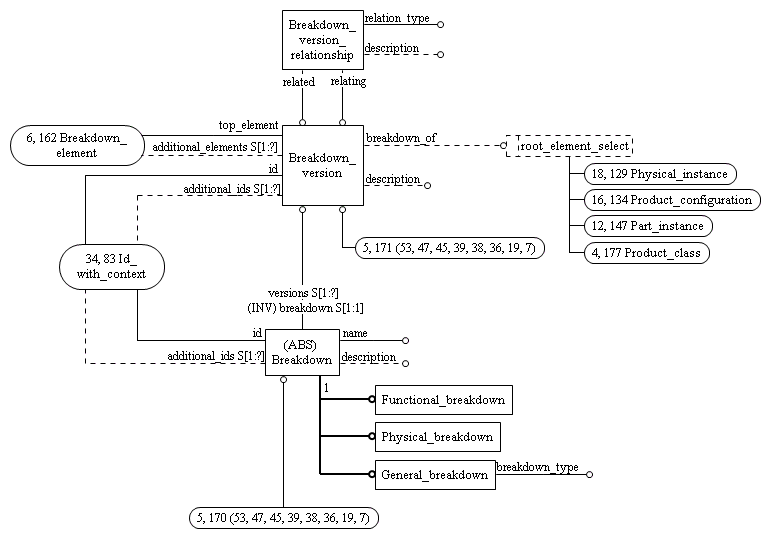 Breakdown_
version_
relationship
relation_type
description
related
relating
top_element
6, 162 Breakdown_
element
additional_elements S[1:?]
Breakdown_
version
breakdown_of
root_element_select
id
description
additional_ids S[1:?]
18, 129 Physical_instance
16, 134 Product_configuration
12, 147 Part_instance
4, 177 Product_class
5, 171 (53, 47, 45, 39, 38, 36, 19, 7)
34, 83 Id_
with_context
versions S[1:?]
(INV) breakdown S[1:1]
id
name
(ABS)
Breakdown
additional_ids S[1:?]
description
1
Functional_breakdown
Physical_breakdown
General_breakdown
breakdown_type
5, 170 (53, 47, 45, 39, 38, 36, 19, 7)